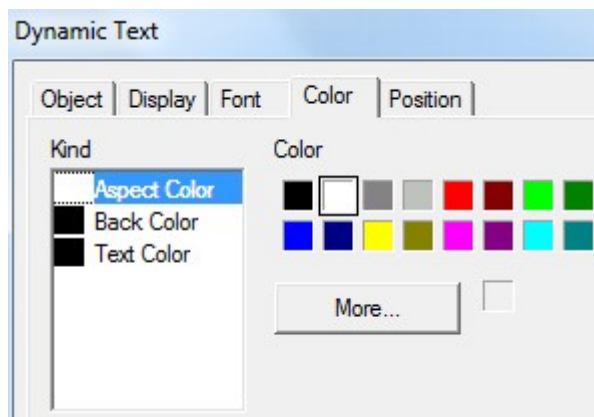 Dynamic Text
Object Display Font Color Position
Kind Color
Aspect Color
Back Color
Text Color
More...